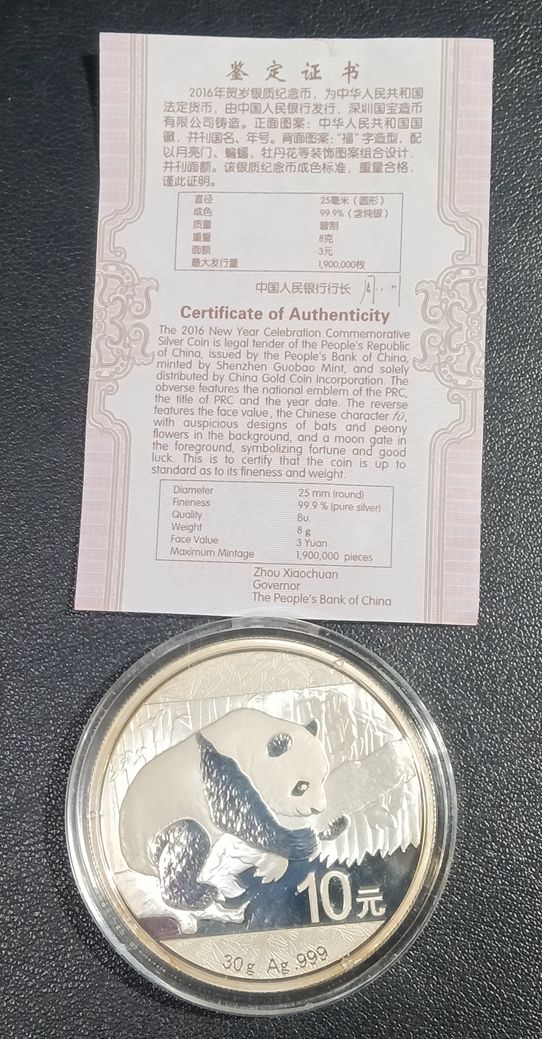 鉴定证书
2016年贺岁银质纪念币，为中华人民共和国
法定货币，由中国人民银行发行，深圳国宝造币
有限公司铸造。正面图案：中华人民共和国国
徽，并刊国名、年号。背面图案："福"字造型，配
以月亮门、蝙蝠、牡丹花等装饰图案组合设计，
并刊面额。该银质纪念币成色标准，重量合格，
谨此证明。
直径 25毫米（圆形）
成色 99.9%（含纯银）
质量 普制
重量 8克
面额 3元
最大发行量 1,900,000枚
中国人民银行行长
Certificate of Authenticity
The 2016 New Year Celebration Commemorative
Silver Coin is legal tender of the People's Republic
of China, issued by the People's Bank of China,
minted by Shenzhen Guobao Mint, and solely
distributed by China Gold Coin Incorporation. The
obverse features the national emblem of the PRC,
the title of PRC and the year date. The reverse
features the face value, the Chinese character fú,
with auspicious designs of bats and peony
flowers in the background, and a moon gate in
the foreground, symbolizing fortune and good
luck. This is to certify that the coin is up to
standard as to its fineness and weight.
Diameter 25 mm (round)
Fineness 99.9 % (pure silver)
Quality Bu.
Weight 8 g
Face Value 3 Yuan
Maximum Mintage 1,900,000 pieces
Zhou Xiaochuan
Governor
The People's Bank of China
10元
30g Ag .999